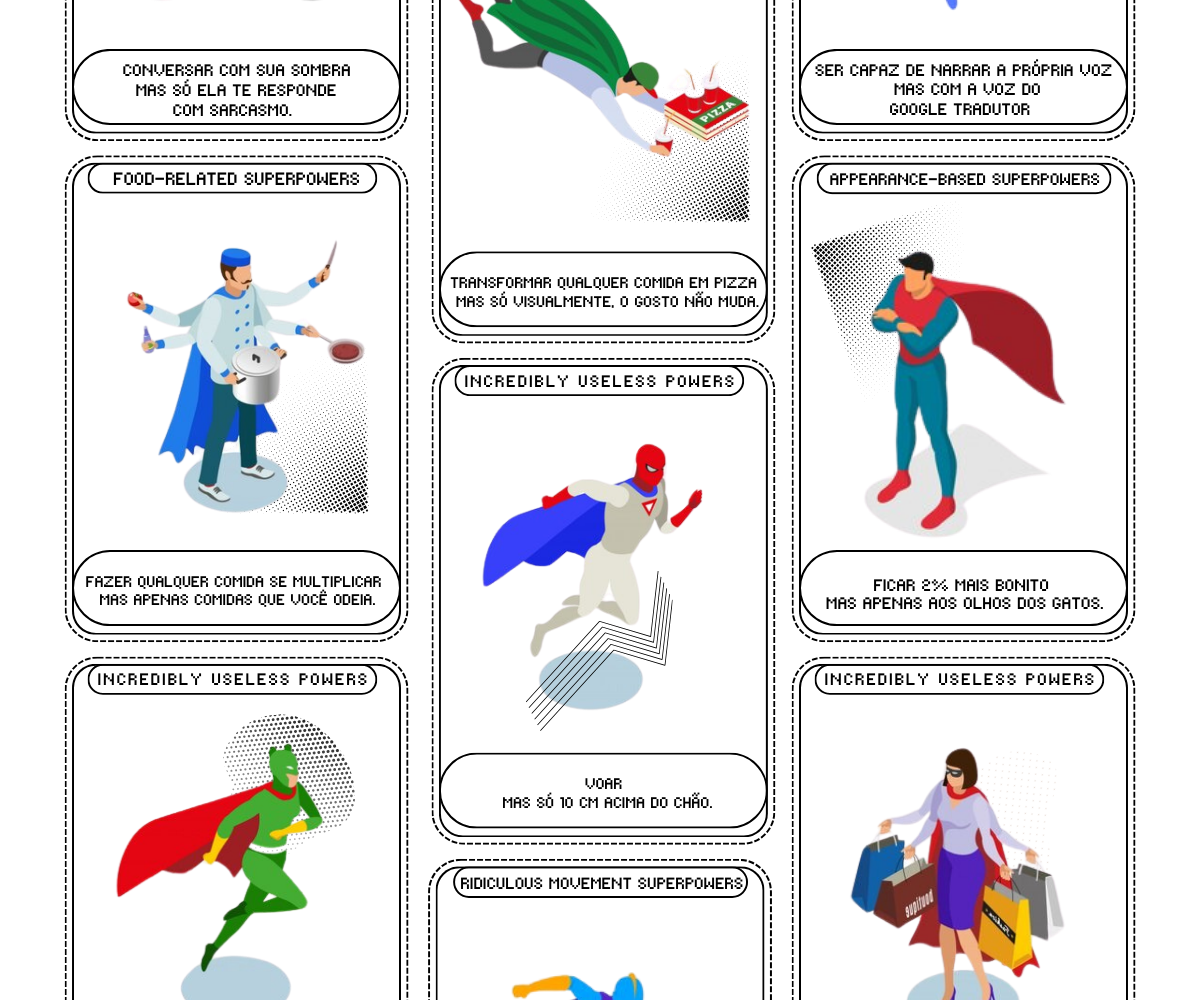 CONVERSAR COM SUA SOMBRA
MAS SÓ ELA TE RESPONDE
COM SARCASMO.
FOOD-RELATED SUPERPOWERS
FAZER QUALQUER COMIDA SE MULTIPLICAR
MAS APENAS COMIDAS QUE VOCÊ ODEIA.
INCREDIBLY USELESS POWERS
PIZZA
TRANSFORMAR QUALQUER COMIDA EM PIZZA
MAS SÓ VISUALMENTE, O GOSTO NÃO MUDA.
INCREDIBLY USELESS POWERS
VOAR
MAS SÓ 10 CM ACIMA DO CHÃO.
RIDICULOUS MOVEMENT SUPERPOWERS
SER CAPAZ DE NARRAR A PRÓPRIA VOZ
MAS COM A VOZ DO
GOOGLE TRADUTOR
APPEARANCE-BASED SUPERPOWERS
FICAR 2% MAIS BONITO
MAS APENAS AOS OLHOS DOS GATOS.
INCREDIBLY USELESS POWERS